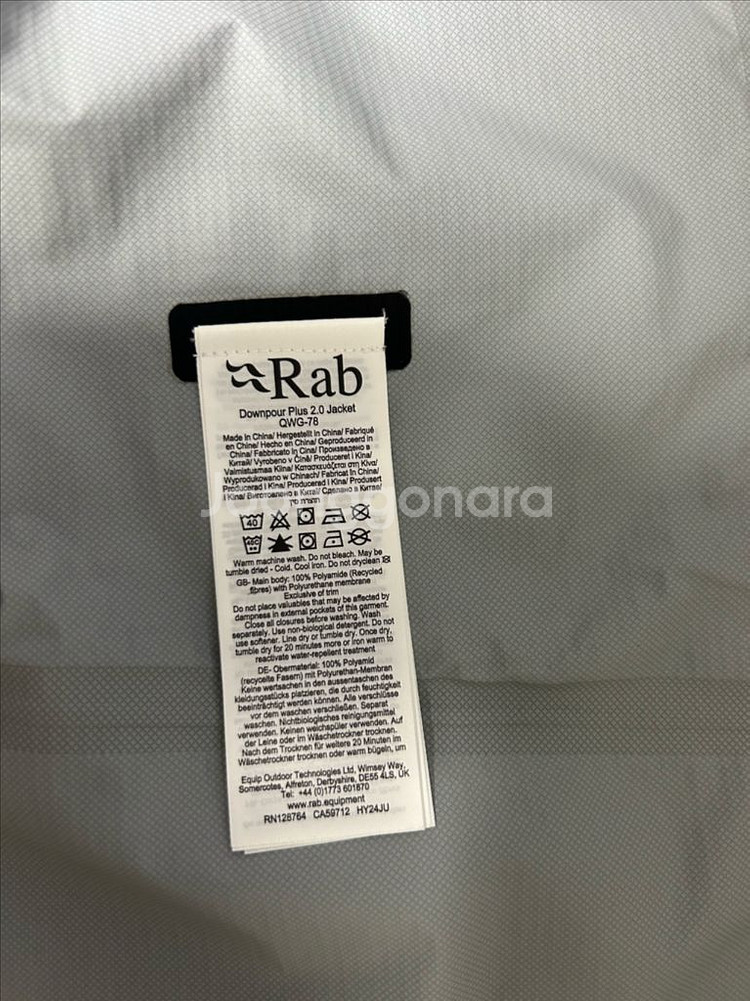 Rab
Downpour Plus 2.0 Jacket
QWG-78
Made in China/ Hergestellt in China/ Fabriqué
en Chine/ Hecho en China/ Geproduceerd in
China/ Fabbricato in Cina/ Произведено в
Китай/ Vyrobeno v Číně/ Produceret i Kina/
Valmistusmaa Kiina/ Κατασκευάζεται στη Κίνα/
Wyprodukowano w Chinach/ Fabricat în China/
Producerad i Kina/ Produsert
i Kina/ Виготовлено в Китаї/ Сделано в Китае/
Joonggonara
40
40C
Warm machine wash. Do not bleach. May be
tumble dried - Cold. Cool iron. Do not dryclean
GB- Main body: 100% Polyamide (Recycled
fibres) with Polyurethane membrane
Exclusive of trim
Do not place valuables that may be affected by
dampness in external pockets of this garment.
Close all closures before washing. Wash
separately. Use non-biological detergent. Do not
use softener. Line dry or tumble dry. Once dry,
tumble dry for 20 minutes more or iron warm to
reactivate water-repellent treatment
DE- Obermaterial: 100% Polyamid
(recycelte Fasern) mit Polyurethan-Membran
Keine wertsachen in den aussentaschen des
kleidungsstücks platzieren, die durch feuchtigkeit
beeinträchtigt werden können. Alle verschlüsse
vor dem waschen verschließen. Separat
waschen. Nichtbiologisches reinigungsmittel
verwenden. Keinen weichspüler verwenden. Auf
der Leine oder im Wäschetrockner trocknen.
Nach dem Trocknen für weitere 20 Minuten im
Wäschetrockner trocknen oder warm bügeln, um
Equip Outdoor Technologies Ltd, Wimsey Way,
Somercotes, Alfreton, Derbyshire, DE55 4LS, UK
Tel: +44 (0)1773 601870
www.rab.equipment
RN128764 CA59712 HY24JU